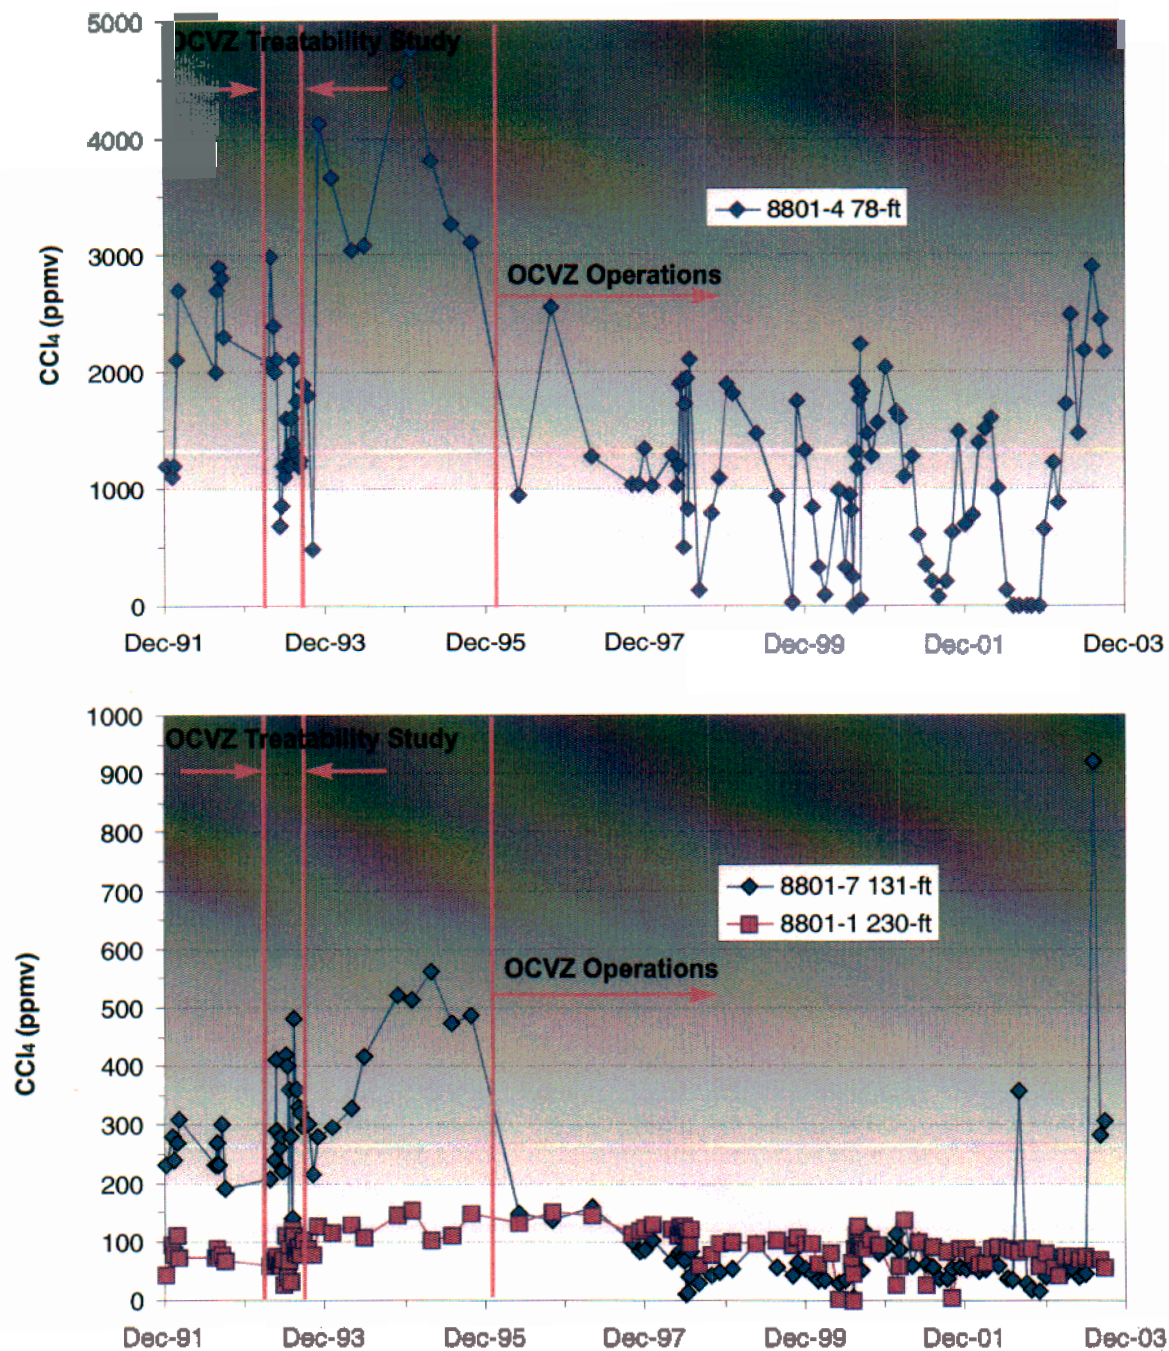 5000
OCVZ Treatability Study
4000
8801-4 78-ft
3000
OCVZ Operations
CCl₄ (ppmv)
2000
1000
0
Dec-91 Dec-93 Dec-95 Dec-97 Dec-99 Dec-01 Dec-03
1000
OCVZ Treatability Study
900
800
8801-7 131-ft
700
8801-1 230-ft
600
OCVZ Operations
500
CCl₄ (ppmv)
400
300
200
100
0
Dec-91 Dec-93 Dec-95 Dec-97 Dec-99 Dec-01 Dec-03